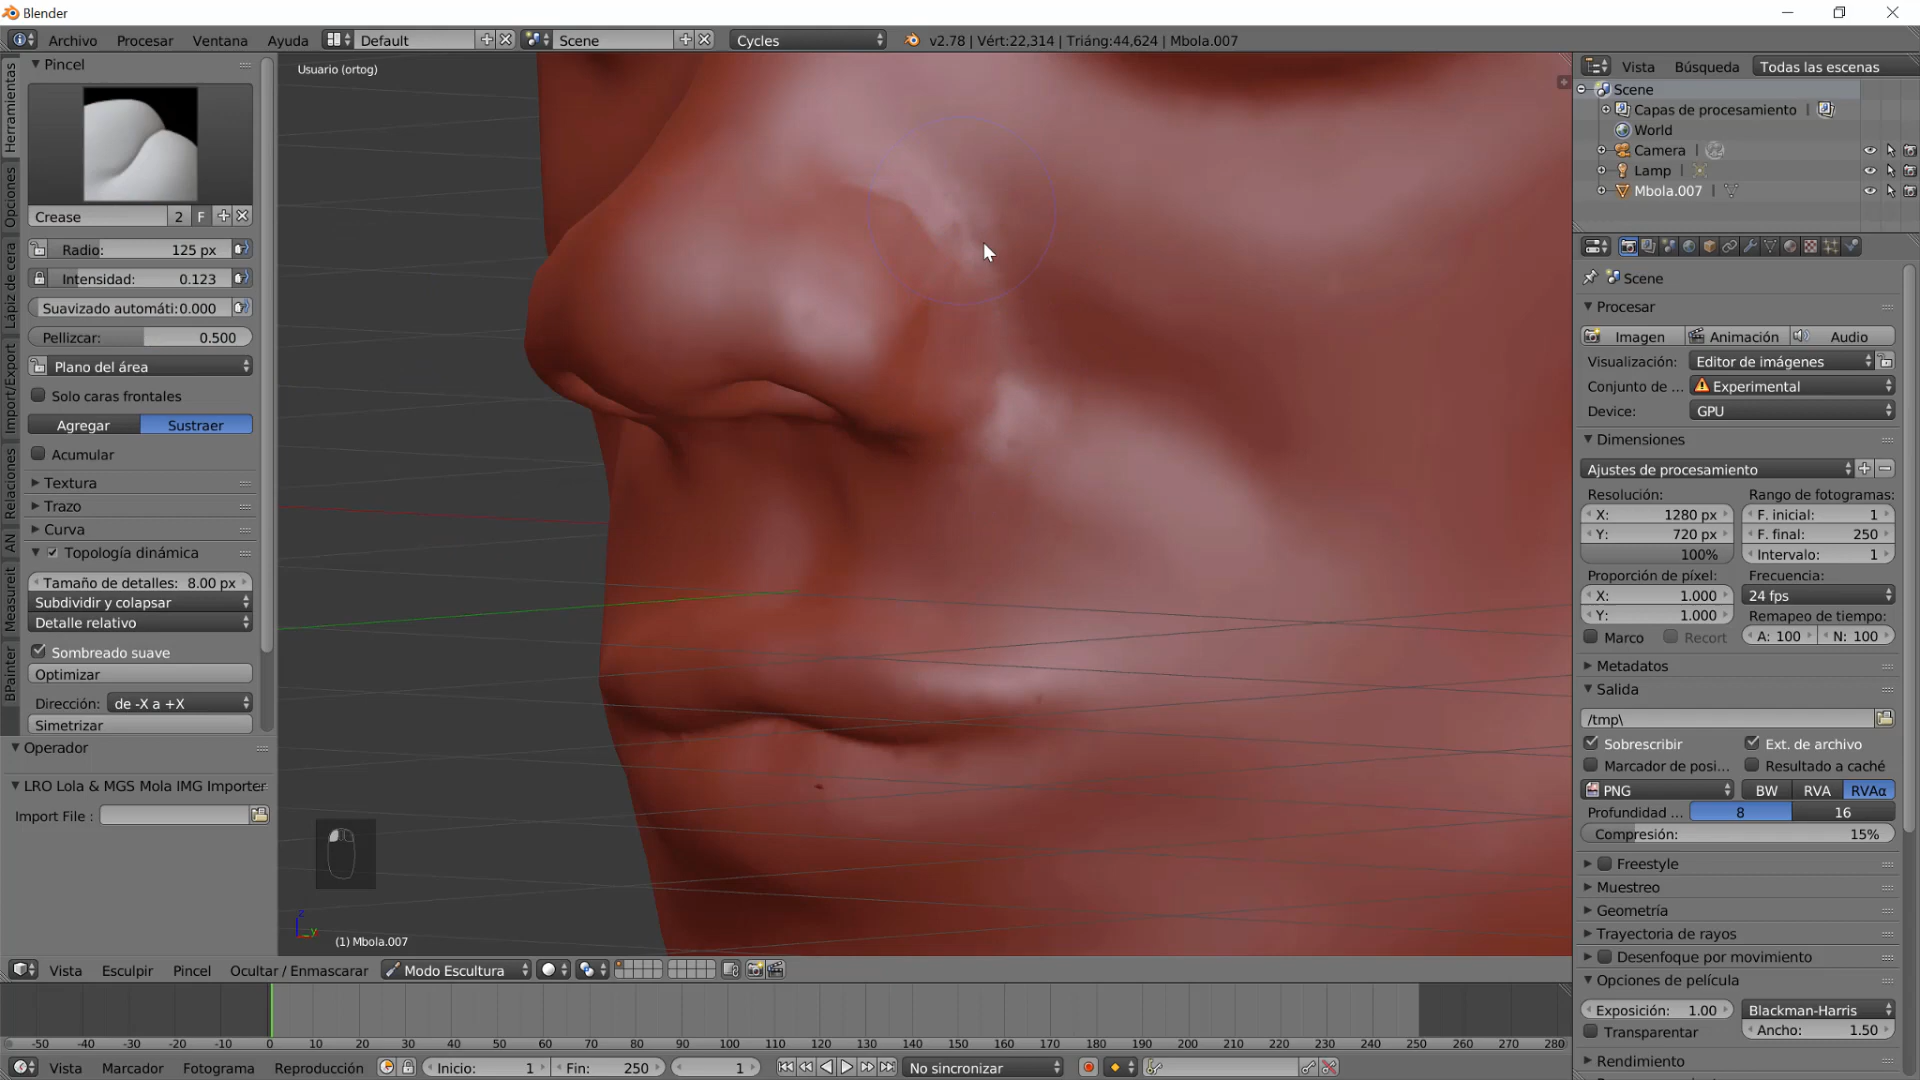 Blender
Archivo Procesar Ventana Ayuda Default Scene Cycles v2.78 | Vért:22,314 | Triáng:44,624 | Mbola.007
Pincel
Usuario (ortog)
Vista Búsqueda Todas las escenas
Scene
Capas de procesamiento |
World
Camera |
Lamp |
Mbola.007 |
Herramientas
Opciones
Lápiz de cera
Import/Export
Relaciones
AN
Measureit
BPainter
Crease 2 F
Radio: 125 px
Intensidad: 0.123
Suavizado automáti: 0.000
Pellizcar: 0.500
Plano del área
Solo caras frontales
Agregar Sustraer
Acumular
Textura
Trazo
Curva
Topología dinámica
Tamaño de detalles: 8.00 px
Subdividir y colapsar
Detalle relativo
Sombreado suave
Optimizar
Dirección: de -X a +X
Simetrizar
Operador
LRO Lola & MGS Mola IMG Importer
Import File :
Scene
Procesar
Imagen Animación Audio
Visualización: Editor de imágenes
Conjunto de ... Experimental
Device: GPU
Dimensiones
Ajustes de procesamiento
Resolución: Rango de fotogramas:
X: 1280 px F. inicial: 1
Y: 720 px F. final: 250
100% Intervalo: 1
Proporción de píxel: Frecuencia:
X: 1.000 24 fps
Y: 1.000 Remapeo de tiempo:
Marco Recort A: 100 N: 100
Metadatos
Salida
/tmp\
Sobrescribir Ext. de archivo
Marcador de posi... Resultado a caché
PNG BW RVA RVAα
Profundidad ... 8 16
Compresión: 15%
Freestyle
Muestreo
Geometría
Trayectoria de rayos
Desenfoque por movimiento
Opciones de película
Exposición: 1.00 Blackman-Harris
Transparentar Ancho: 1.50
Rendimiento
z
y
(1) Mbola.007
Vista Esculpir Pincel Ocultar / Enmascarar Modo Escultura
-50 -40 -30 -20 -10 0 10 20 30 40 50 60 70 80 90 100 110 120 130 140 150 160 170 180 190 200 210 220 230 240 250 260 270 280
Vista Marcador Fotograma Reproducción Inicio: 1 Fin: 250 1 No sincronizar